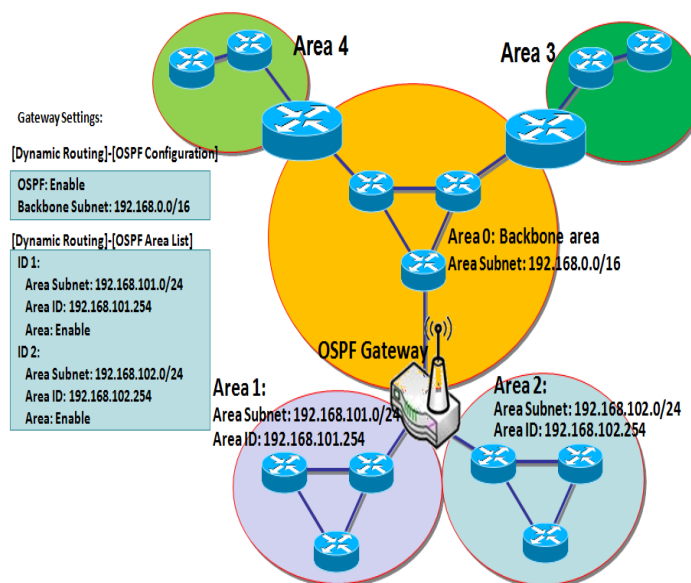 Area 4
Area 3
Gateway Settings:
[Dynamic Routing]-[OSPF Configuration]
OSPF: Enable
Backbone Subnet: 192.168.0.0/16
[Dynamic Routing]-[OSPF Area List]
ID 1:
Area Subnet: 192.168.101.0/24
Area ID: 192.168.101.254
Area: Enable
ID 2:
Area Subnet: 192.168.102.0/24
Area ID: 192.168.102.254
Area: Enable
Area 0: Backbone area
Area Subnet: 192.168.0.0/16
OSPF Gateway
Area 1:
Area Subnet: 192.168.101.0/24
Area ID: 192.168.101.254
Area 2:
Area Subnet: 192.168.102.0/24
Area ID: 192.168.102.254